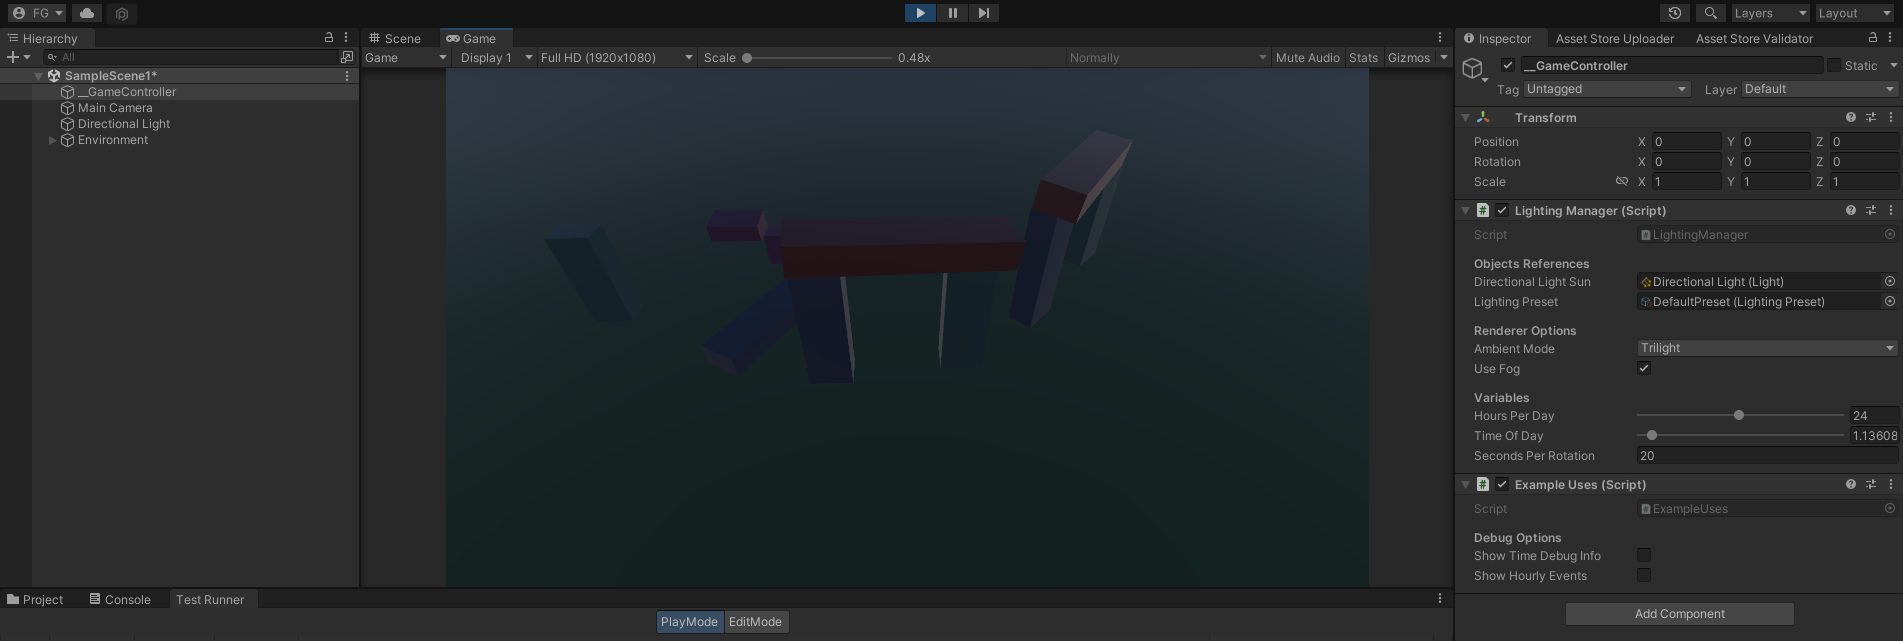 FG
Layers
Layout
Hierarchy
All
SampleScene1*
__GameController
Main Camera
Directional Light
Environment
Scene
Game
Game
Display 1
Full HD (1920x1080)
Scale
0.48x
Normally
Mute Audio
Stats
Gizmos
Inspector
Asset Store Uploader
Asset Store Validator
__GameController
Static
Tag
Untagged
Layer
Default
Transform
Position X 0 Y 0 Z 0
Rotation X 0 Y 0 Z 0
Scale X 1 Y 1 Z 1
# Lighting Manager (Script)
Script
LightingManager
Objects References
Directional Light Sun
Directional Light (Light)
Lighting Preset
DefaultPreset (Lighting Preset)
Renderer Options
Ambient Mode
Trilight
Use Fog
Variables
Hours Per Day
24
Time Of Day
1.13608
Seconds Per Rotation
20
# Example Uses (Script)
Script
ExampleUses
Debug Options
Show Time Debug Info
Show Hourly Events
Add Component
Project
Console
Test Runner
PlayMode
EditMode